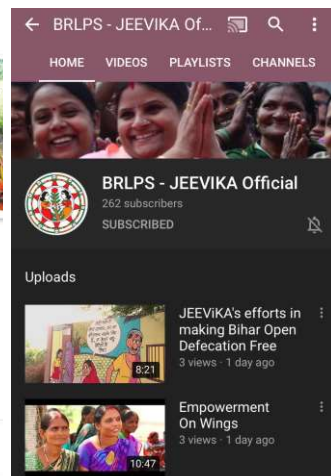 BRLPS - JEEVIKA Of...
HOME VIDEOS PLAYLISTS CHANNELS
BRLPS - JEEVIKA Official
262 subscribers
SUBSCRIBED
Uploads
JEEViKA's efforts in
making Bihar Open
Defecation Free
3 views · 1 day ago
8:21
Empowerment
On Wings
3 views · 1 day ago
10:47